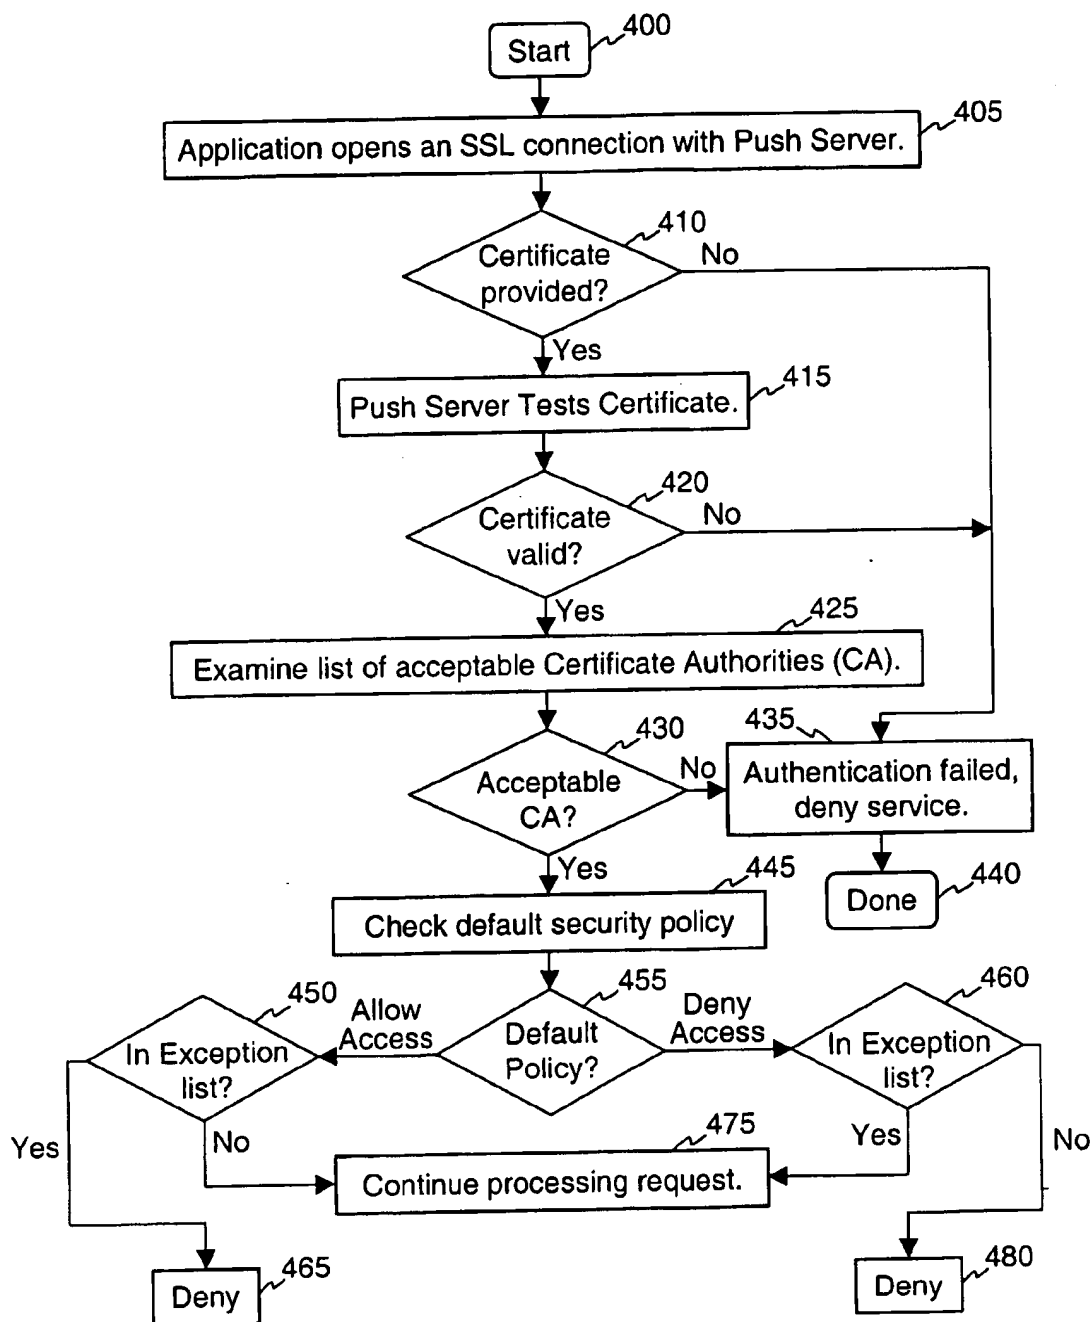 Start
400
Application opens an SSL connection with Push Server.
405
Certificate
provided?
410
No
Yes
Push Server Tests Certificate.
415
Certificate
valid?
420
No
Yes
425
Examine list of acceptable Certificate Authorities (CA).
Acceptable
CA?
430
No
435
Authentication failed,
deny service.
Yes
445
Done
440
Check default security policy
450
In Exception
list?
Allow
Access
455
Default
Policy?
Deny
Access
460
In Exception
list?
Yes
No
475
Continue processing request.
Yes
No
Deny
465
Deny
480